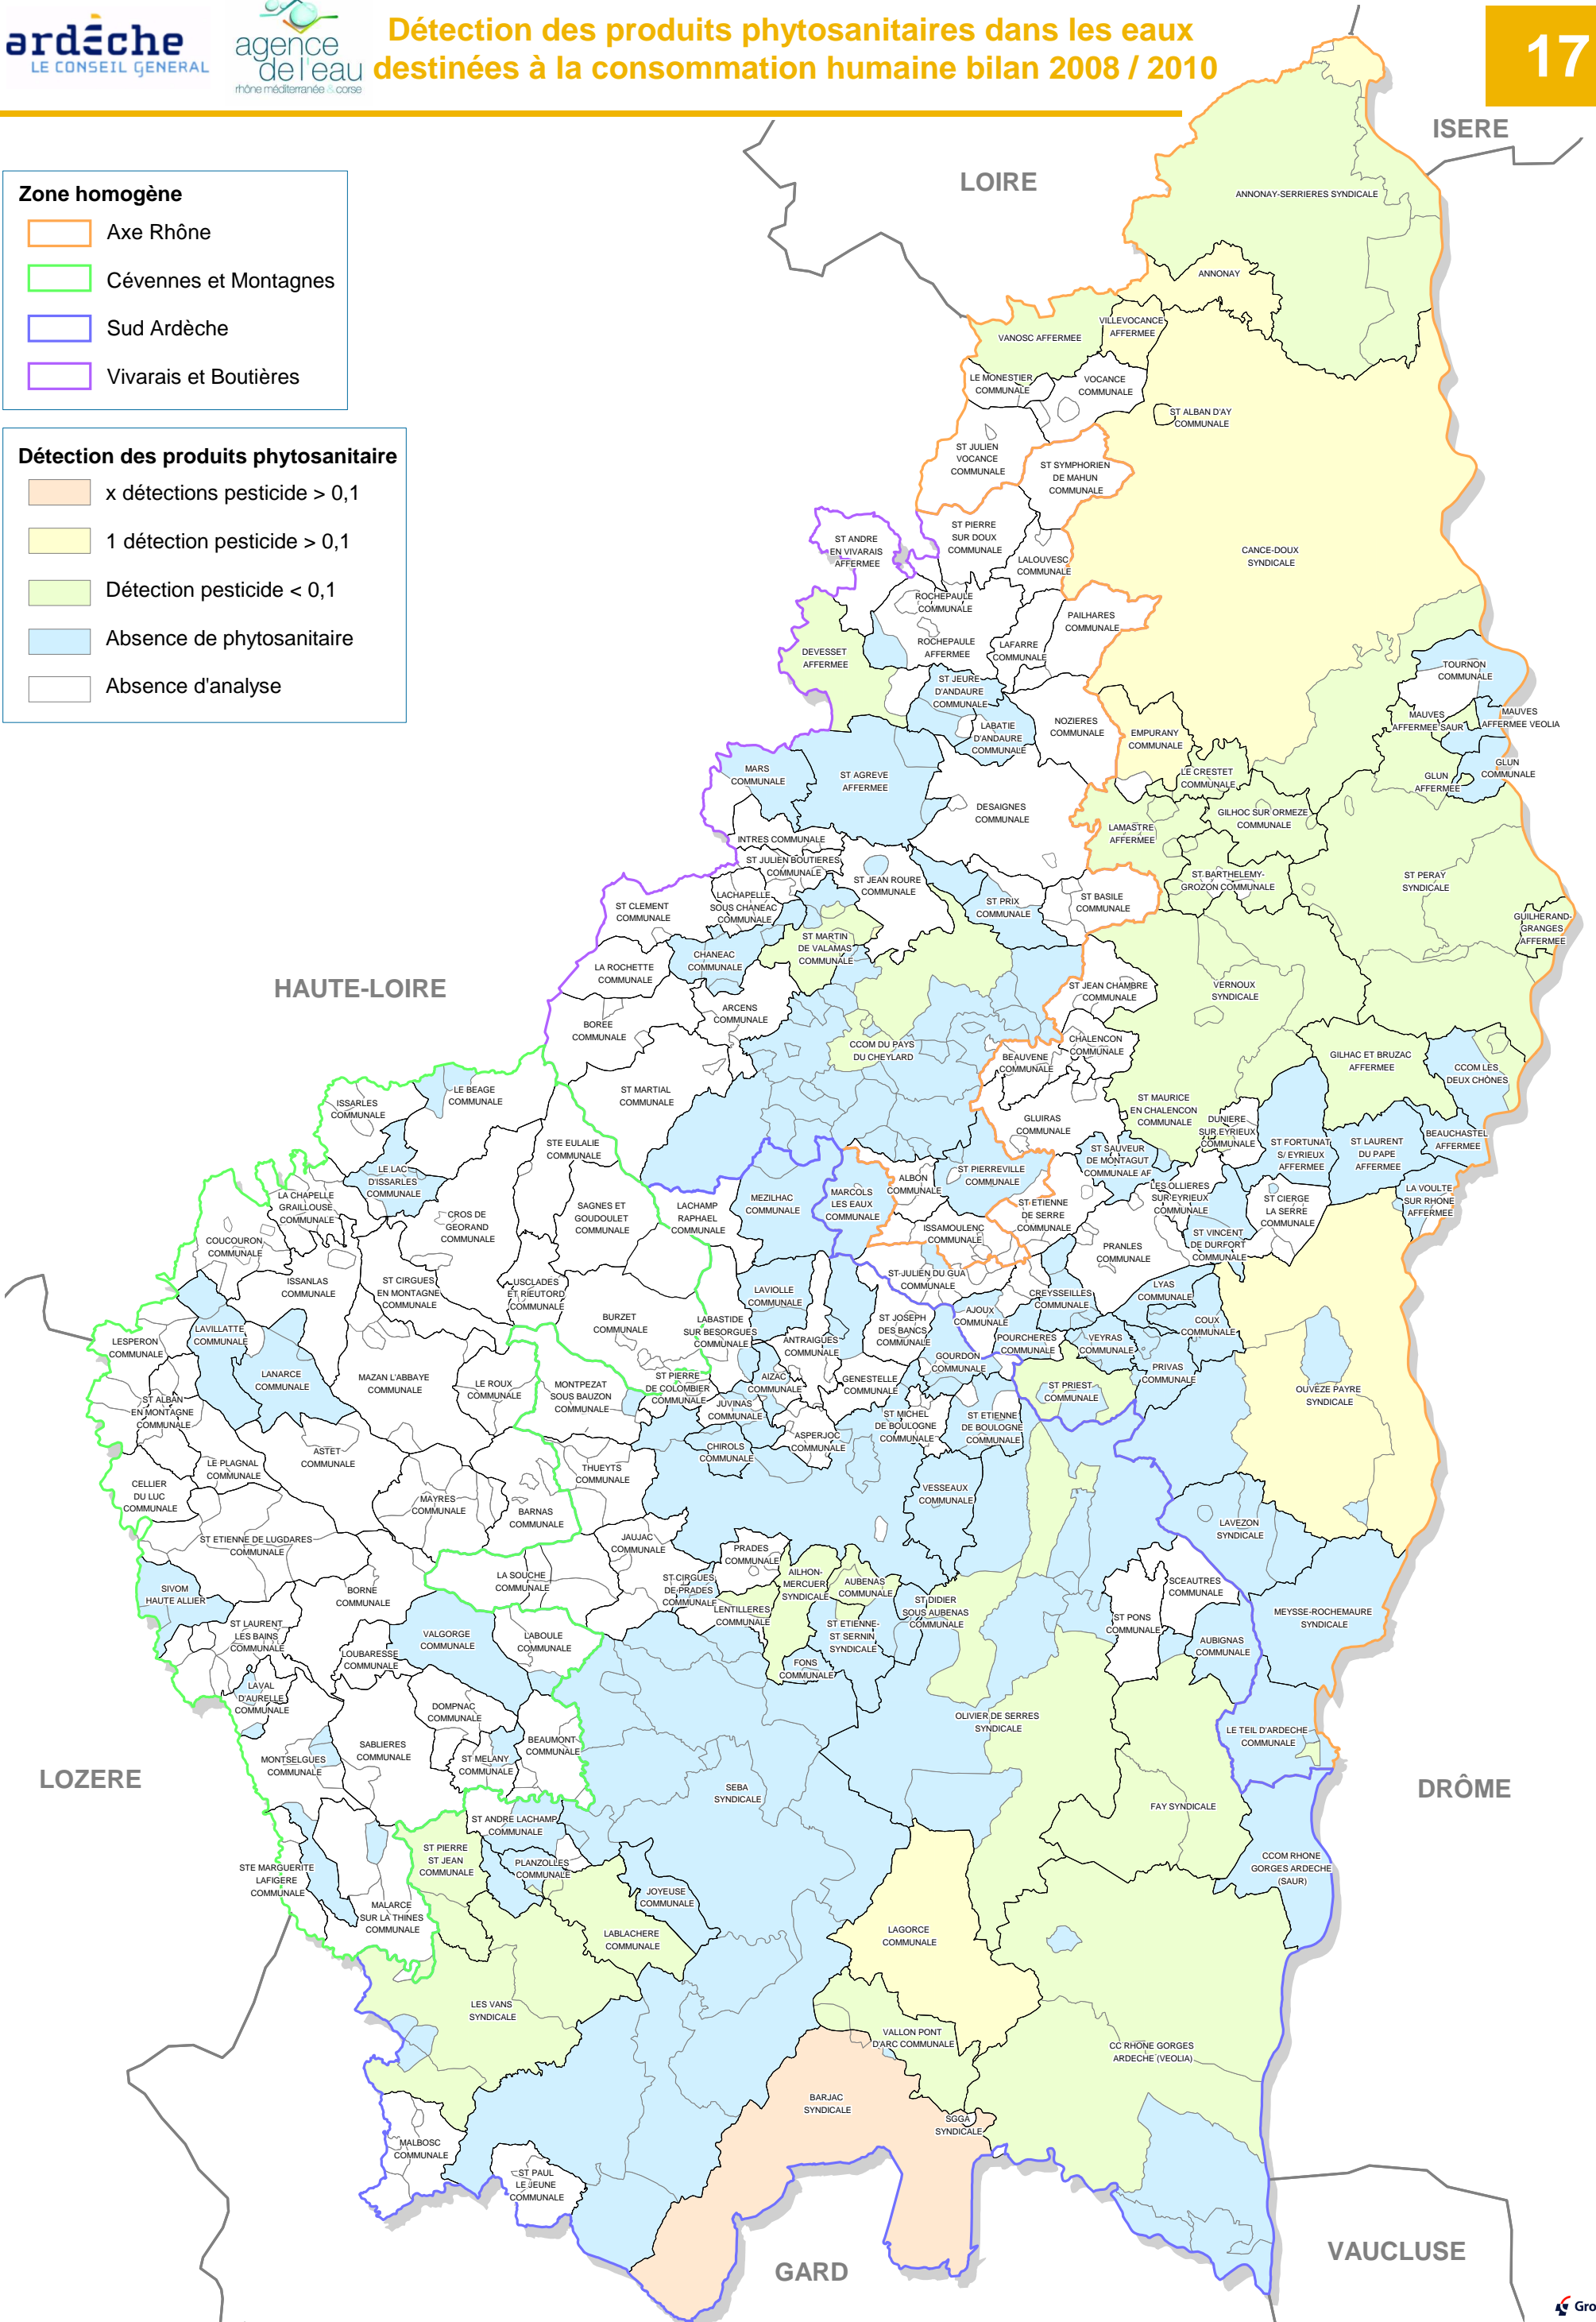 ardèche
LE CONSEIL GENERAL
agence
de l'eau
rhône méditerranée & corse
Détection des produits phytosanitaires dans les eaux
destinées à la consommation humaine bilan 2008 / 2010
17
Zone homogène
Axe Rhône
Cévennes et Montagnes
Sud Ardèche
Vivarais et Boutières
Détection des produits phytosanitaire
x détections pesticide > 0,1
1 détection pesticide > 0,1
Détection pesticide < 0,1
Absence de phytosanitaire
Absence d'analyse
ISERE
LOIRE
HAUTE-LOIRE
LOZERE
DRÔME
GARD
VAUCLUSE
ANNONAY-SERRIERES SYNDICALE
ANNONAY
VILLEVOCANCE
AFFERMEE
VANOSC AFFERMEE
LE MONESTIER
COMMUNALE
VOCANCE
COMMUNALE
ST ALBAN D'AY
COMMUNALE
ST JULIEN
VOCANCE
COMMUNALE
ST SYMPHORIEN
DE MAHUN
COMMUNALE
ST PIERRE
SUR DOUX
COMMUNALE
ST ANDRE
EN VIVARAIS
AFFERMEE
LALOUVESC
COMMUNALE
CANCE-DOUX
SYNDICALE
ROCHEPAULE
COMMUNALE
PAILHARES
COMMUNALE
ROCHEPAULE
AFFERMEE
LAFARRE
COMMUNALE
DEVESSET
AFFERMEE
TOURNON
COMMUNALE
ST JEURE
D'ANDAURE
COMMUNALE
LABATIE
D'ANDAURE
COMMUNALE
NOZIERES
COMMUNALE
EMPURANY
COMMUNALE
MAUVES
AFFERMEE SAUR
MAUVES
AFFERMEE VEOLIA
MARS
COMMUNALE
ST AGREVE
AFFERMEE
LE CRESTET
COMMUNALE
GLUN
AFFERMEE
GLUN
COMMUNALE
DESAIGNES
COMMUNALE
GILHOC SUR ORMEZE
COMMUNALE
LAMASTRE
AFFERMEE
INTRES COMMUNALE
ST JULIEN BOUTIERES
COMMUNALE
ST JEAN ROURE
COMMUNALE
ST BARTHELEMY-
GROZON COMMUNALE
ST PERAY
SYNDICALE
LACHAPELLE
SOUS CHANEAC
COMMUNALE
ST CLEMENT
COMMUNALE
ST PRIX
COMMUNALE
ST BASILE
COMMUNALE
GUILHERAND-
GRANGES
AFFERMEE
ST MARTIN
DE VALAMAS
COMMUNALE
CHANEAC
COMMUNALE
LA ROCHETTE
COMMUNALE
ST JEAN CHAMBRE
COMMUNALE
VERNOUX
SYNDICALE
ARCENS
COMMUNALE
BOREE
COMMUNALE
CCOM DU PAYS
DU CHEYLARD
CHALENCON
COMMUNALE
BEAUVENE
COMMUNALE
GILHAC ET BRUZAC
AFFERMEE
CCOM LES
DEUX CHÔNES
LE BEAGE
COMMUNALE
ISSARLES
COMMUNALE
ST MARTIAL
COMMUNALE
ST MAURICE
EN CHALENCON
COMMUNALE
GLUIRAS
COMMUNALE
DUNIERE
SUR EYRIEUX
COMMUNALE
BEAUCHASTEL
AFFERMEE
STE EULALIE
COMMUNALE
ST FORTUNAT
S/ EYRIEUX
AFFERMEE
ST LAURENT
DU PAPE
AFFERMEE
ST SAUVEUR
DE MONTAGUT
COMMUNALE AF
LE LAC
D'ISSARLES
COMMUNALE
ST PIERREVILLE
COMMUNALE
ALBON
COMMUNALE
MARCOLS
LES EAUX
COMMUNALE
MEZILHAC
COMMUNALE
LES OLLIERES
SUR EYRIEUX
COMMUNALE
ST CIERGE
LA SERRE
COMMUNALE
LA VOULTE
SUR RHONE
AFFERMEE
LA CHAPELLE
GRAILLOUSE
COMMUNALE
SAGNES ET
GOUDOULET
COMMUNALE
LACHAMP
RAPHAEL
COMMUNALE
CROS DE
GEORAND
COMMUNALE
ST ETIENNE
DE SERRE
COMMUNALE
ISSAMOULENC
COMMUNALE
ST VINCENT
DE DURFORT
COMMUNALE
COUCOURON
COMMUNALE
PRANLES
COMMUNALE
ISSANLAS
COMMUNALE
ST CIRGUES
EN MONTAGNE
COMMUNALE
USCLADES
ET RIEUTORD
COMMUNALE
ST JULIEN DU GUA
COMMUNALE
CREYSSEILLES
COMMUNALE
LYAS
COMMUNALE
LAVIOLLE
COMMUNALE
AJOUX
COMMUNALE
BURZET
COMMUNALE
LABASTIDE
SUR BESORGUES
COMMUNALE
ST JOSEPH
DES BANCS
COMMUNALE
COUX
COMMUNALE
LESPERON
COMMUNALE
LAVILLATTE
COMMUNALE
ANTRAIGUES
COMMUNALE
POURCHERES
COMMUNALE
VEYRAS
COMMUNALE
GOURDON
COMMUNALE
PRIVAS
COMMUNALE
LANARCE
COMMUNALE
MAZAN L'ABBAYE
COMMUNALE
LE ROUX
COMMUNALE
MONTPEZAT
SOUS BAUZON
COMMUNALE
ST PIERRE
DE COLOMBIER
COMMUNALE
AIZAC
COMMUNALE
GENESTELLE
COMMUNALE
ST PRIEST
COMMUNALE
OUVEZE PAYRE
SYNDICALE
ST ALBAN
EN MONTAGNE
COMMUNALE
JUVINAS
COMMUNALE
ST MICHEL
DE BOULOGNE
COMMUNALE
ST ETIENNE
DE BOULOGNE
COMMUNALE
ASPERJOC
COMMUNALE
CHIROLS
COMMUNALE
ASTET
COMMUNALE
LE PLAGNAL
COMMUNALE
THUEYTS
COMMUNALE
CELLIER
DU LUC
COMMUNALE
VESSEAUX
COMMUNALE
MAYRES
COMMUNALE
BARNAS
COMMUNALE
LAVEZON
SYNDICALE
ST ETIENNE DE LUGDARES
COMMUNALE
JAUJAC
COMMUNALE
PRADES
COMMUNALE
LA SOUCHE
COMMUNALE
ST CIRGUES
DE PRADES
COMMUNALE
AILHON-
MERCUER
SYNDICALE
AUBENAS
COMMUNALE
SCEAUTRES
COMMUNALE
SIVOM
HAUTE ALLIER
BORNE
COMMUNALE
LENTILLERES
COMMUNALE
ST DIDIER
SOUS AUBENAS
COMMUNALE
MEYSSE-ROCHEMAURE
SYNDICALE
ST PONS
COMMUNALE
ST LAURENT
LES BAINS
COMMUNALE
VALGORGE
COMMUNALE
LABOULE
COMMUNALE
ST ETIENNE-
ST SERNIN
SYNDICALE
AUBIGNAS
COMMUNALE
LOUBARESSE
COMMUNALE
FONS
COMMUNALE
LAVAL
D'AURELLE
COMMUNALE
DOMPNAC
COMMUNALE
OLIVIER DE SERRES
SYNDICALE
LE TEIL D'ARDECHE
COMMUNALE
SABLIERES
COMMUNALE
BEAUMONT
COMMUNALE
MONTSELGUES
COMMUNALE
ST MELANY
COMMUNALE
SEBA
SYNDICALE
FAY SYNDICALE
ST ANDRE LACHAMP
COMMUNALE
ST PIERRE
ST JEAN
COMMUNALE
PLANZOLLES
COMMUNALE
CCOM RHONE
GORGES ARDECHE
(SAUR)
STE MARGUERITE
LAFIGERE
COMMUNALE
JOYEUSE
COMMUNALE
MALARCE
SUR LA THINES
COMMUNALE
LABLACHERE
COMMUNALE
LAGORCE
COMMUNALE
LES VANS
SYNDICALE
VALLON PONT
D'ARC COMMUNALE
CC RHONE GORGES
ARDECHE (VEOLIA)
BARJAC
SYNDICALE
SGGA
SYNDICALE
MALBOSC
COMMUNALE
ST PAUL
LE JEUNE
COMMUNALE
Gro